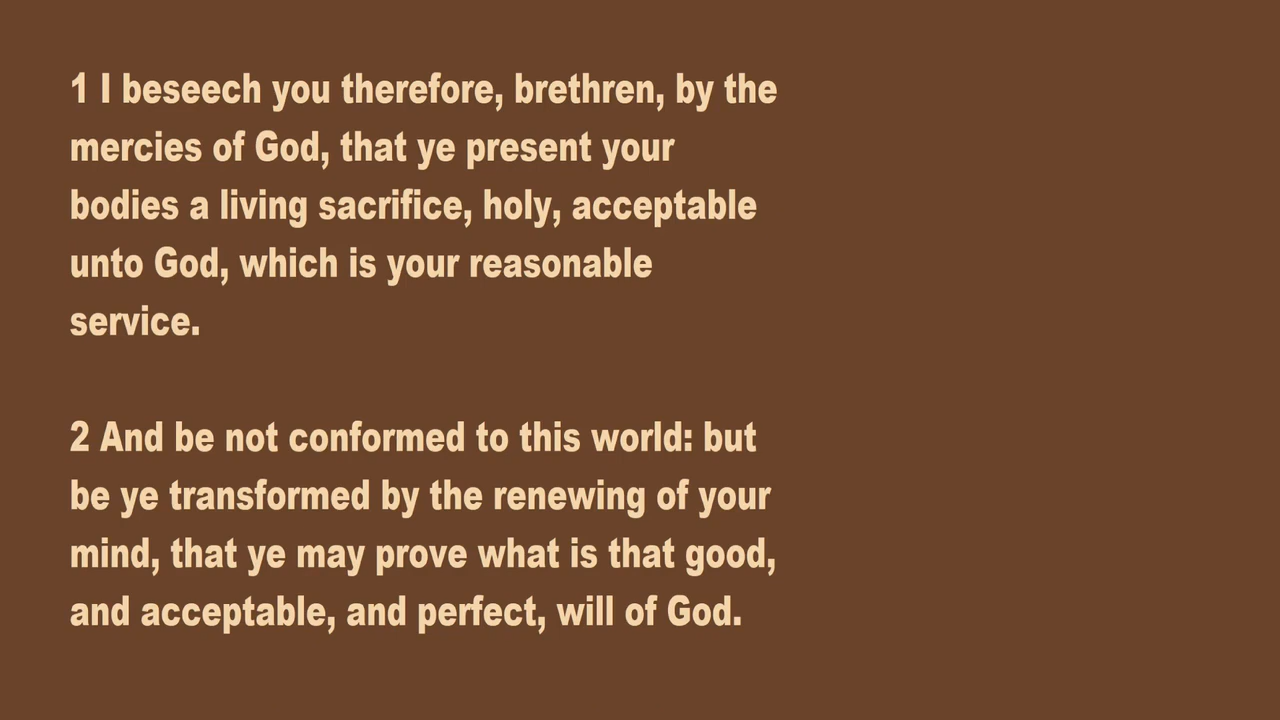 1 I beseech you therefore, brethren, by the
mercies of God, that ye present your
bodies a living sacrifice, holy, acceptable
unto God, which is your reasonable
service.
2 And be not conformed to this world: but
be ye transformed by the renewing of your
mind, that ye may prove what is that good,
and acceptable, and perfect, will of God.